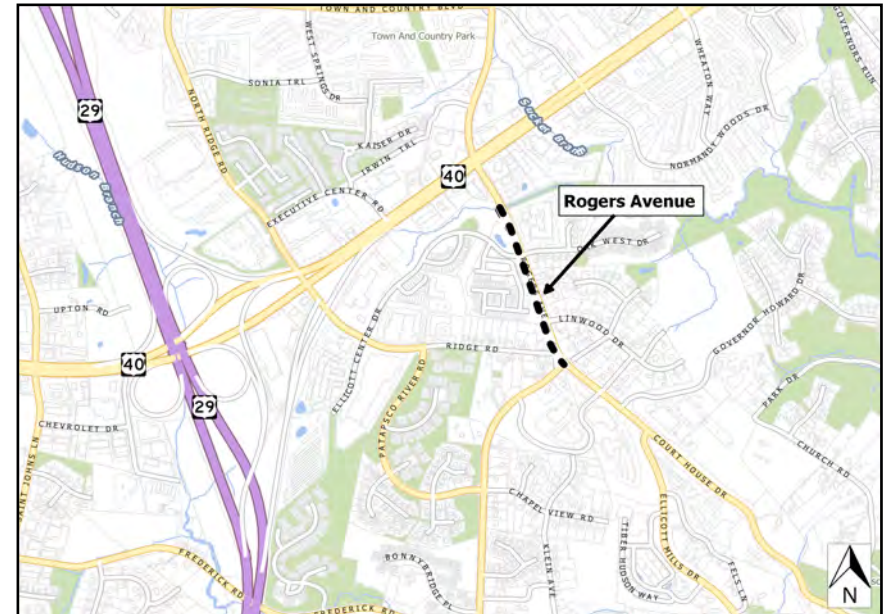 TOWN AND COUNTRY BLVD
Town And Country Park
WEST SPRINGS DR
WHEATON WAY
GOVERNORS RUN
SONIA TRL
29
NORTH RIDGE RD
Sucket Branch
Hudson Branch
KAISER DR
IRWIN TRL
NORMANDY WOODS DR
40
EXECUTIVE CENTER RD
Rogers Avenue
WEST DR
UPTON RD
LINWOOD DR
GOVERNOR HOWARD DR
RIDGE RD
40
ELLICOTT CENTER DR
PATAPSCO RIVER RD
PARK DR
29
CHEVROLET DR
SAINT JOHNS LN
COURT HOUSE DR
CHURCH RD
CHAPEL VIEW RD
ELLICOTT MILLS DR
TIBER HUDSON WAY
FELS LN
KLEIN AVE
FREDERICK RD
BONNYBRIDGE PL
FREDERICK RD
N